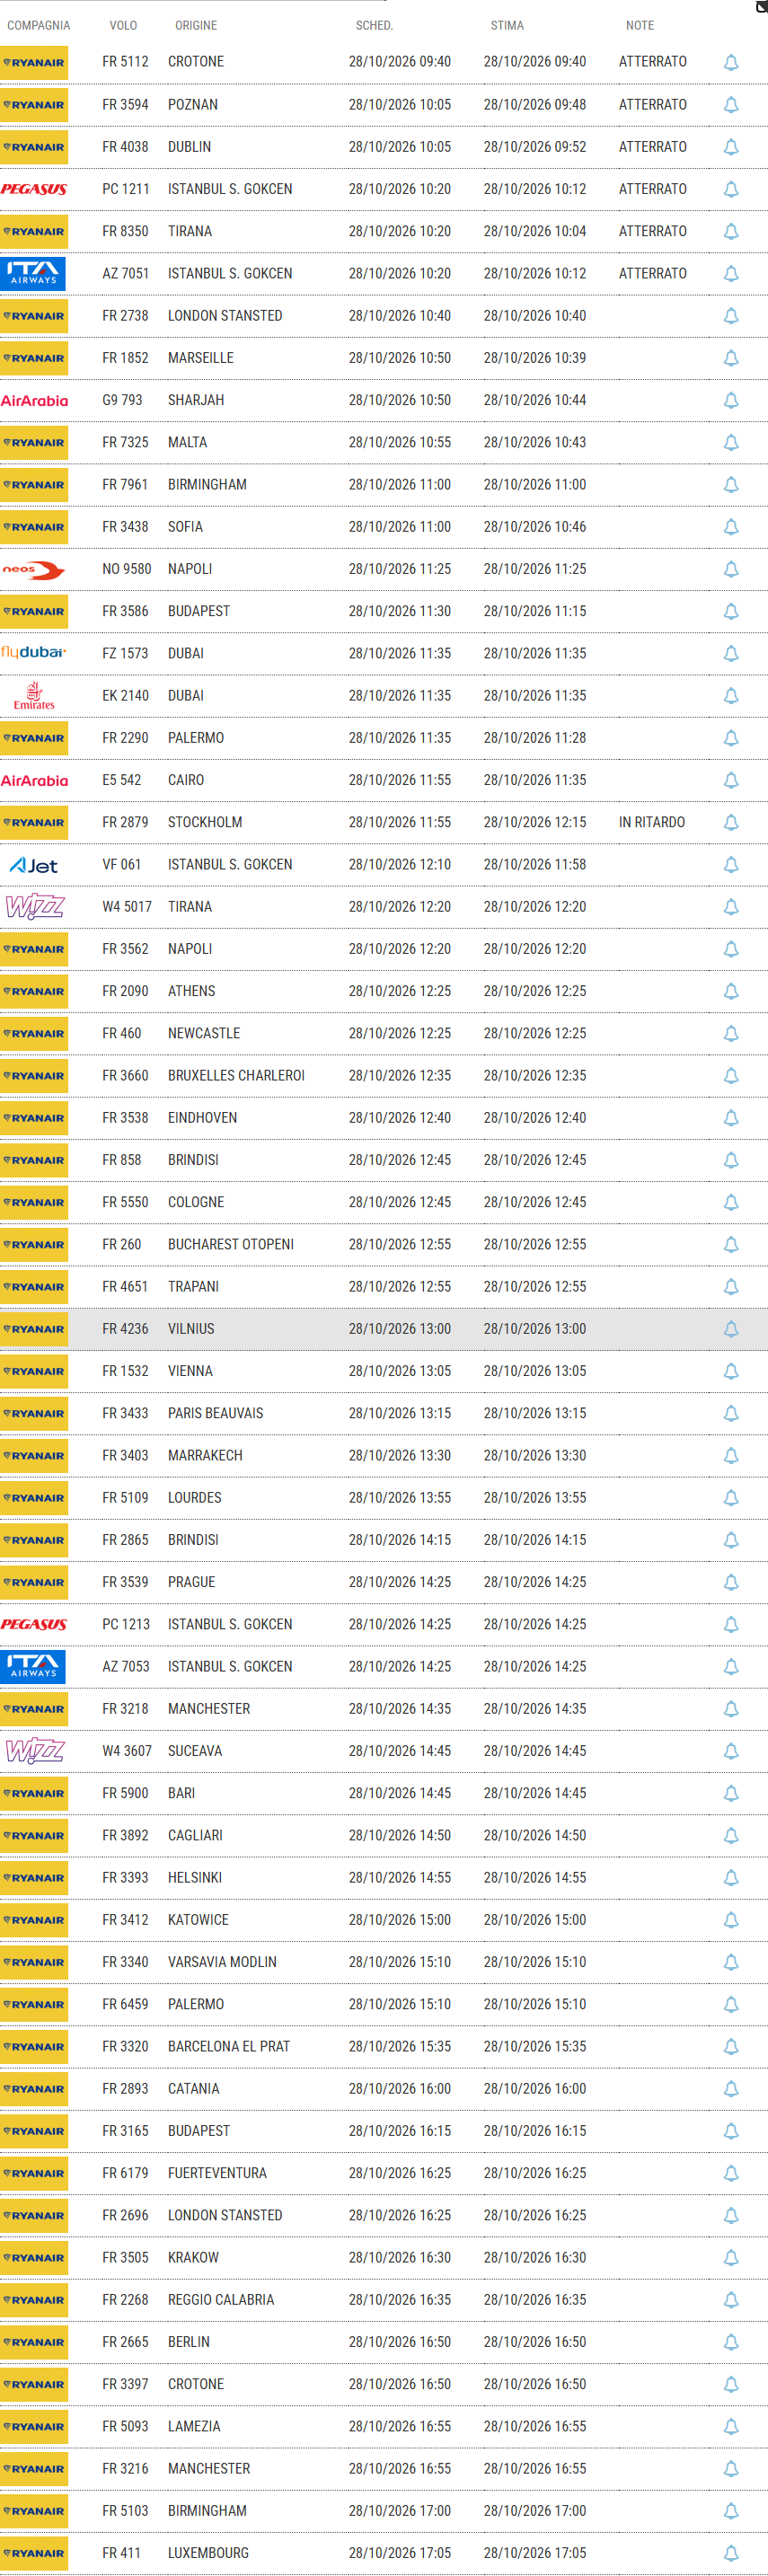 COMPAGNIA VOLO ORIGINE SCHED. STIMA NOTE
RYANAIR FR 5112 CROTONE 28/10/2026 09:40 28/10/2026 09:40 ATTERRATO
RYANAIR FR 3594 POZNAN 28/10/2026 10:05 28/10/2026 09:48 ATTERRATO
RYANAIR FR 4038 DUBLIN 28/10/2026 10:05 28/10/2026 09:52 ATTERRATO
PEGASUS PC 1211 ISTANBUL S. GOKCEN 28/10/2026 10:20 28/10/2026 10:12 ATTERRATO
RYANAIR FR 8350 TIRANA 28/10/2026 10:20 28/10/2026 10:04 ATTERRATO
ITA AIRWAYS AZ 7051 ISTANBUL S. GOKCEN 28/10/2026 10:20 28/10/2026 10:12 ATTERRATO
RYANAIR FR 2738 LONDON STANSTED 28/10/2026 10:40 28/10/2026 10:40
RYANAIR FR 1852 MARSEILLE 28/10/2026 10:50 28/10/2026 10:39
AirArabia G9 793 SHARJAH 28/10/2026 10:50 28/10/2026 10:44
RYANAIR FR 7325 MALTA 28/10/2026 10:55 28/10/2026 10:43
RYANAIR FR 7961 BIRMINGHAM 28/10/2026 11:00 28/10/2026 11:00
RYANAIR FR 3438 SOFIA 28/10/2026 11:00 28/10/2026 10:46
neos NO 9580 NAPOLI 28/10/2026 11:25 28/10/2026 11:25
RYANAIR FR 3586 BUDAPEST 28/10/2026 11:30 28/10/2026 11:15
flydubai FZ 1573 DUBAI 28/10/2026 11:35 28/10/2026 11:35
Emirates EK 2140 DUBAI 28/10/2026 11:35 28/10/2026 11:35
RYANAIR FR 2290 PALERMO 28/10/2026 11:35 28/10/2026 11:28
AirArabia E5 542 CAIRO 28/10/2026 11:55 28/10/2026 11:35
RYANAIR FR 2879 STOCKHOLM 28/10/2026 11:55 28/10/2026 12:15 IN RITARDO
AJet VF 061 ISTANBUL S. GOKCEN 28/10/2026 12:10 28/10/2026 11:58
WIZZ W4 5017 TIRANA 28/10/2026 12:20 28/10/2026 12:20
RYANAIR FR 3562 NAPOLI 28/10/2026 12:20 28/10/2026 12:20
RYANAIR FR 2090 ATHENS 28/10/2026 12:25 28/10/2026 12:25
RYANAIR FR 460 NEWCASTLE 28/10/2026 12:25 28/10/2026 12:25
RYANAIR FR 3660 BRUXELLES CHARLEROI 28/10/2026 12:35 28/10/2026 12:35
RYANAIR FR 3538 EINDHOVEN 28/10/2026 12:40 28/10/2026 12:40
RYANAIR FR 858 BRINDISI 28/10/2026 12:45 28/10/2026 12:45
RYANAIR FR 5550 COLOGNE 28/10/2026 12:45 28/10/2026 12:45
RYANAIR FR 260 BUCHAREST OTOPENI 28/10/2026 12:55 28/10/2026 12:55
RYANAIR FR 4651 TRAPANI 28/10/2026 12:55 28/10/2026 12:55
RYANAIR FR 4236 VILNIUS 28/10/2026 13:00 28/10/2026 13:00
RYANAIR FR 1532 VIENNA 28/10/2026 13:05 28/10/2026 13:05
RYANAIR FR 3433 PARIS BEAUVAIS 28/10/2026 13:15 28/10/2026 13:15
RYANAIR FR 3403 MARRAKECH 28/10/2026 13:30 28/10/2026 13:30
RYANAIR FR 5109 LOURDES 28/10/2026 13:55 28/10/2026 13:55
RYANAIR FR 2865 BRINDISI 28/10/2026 14:15 28/10/2026 14:15
RYANAIR FR 3539 PRAGUE 28/10/2026 14:25 28/10/2026 14:25
PEGASUS PC 1213 ISTANBUL S. GOKCEN 28/10/2026 14:25 28/10/2026 14:25
ITA AIRWAYS AZ 7053 ISTANBUL S. GOKCEN 28/10/2026 14:25 28/10/2026 14:25
RYANAIR FR 3218 MANCHESTER 28/10/2026 14:35 28/10/2026 14:35
WIZZ W4 3607 SUCEAVA 28/10/2026 14:45 28/10/2026 14:45
RYANAIR FR 5900 BARI 28/10/2026 14:45 28/10/2026 14:45
RYANAIR FR 3892 CAGLIARI 28/10/2026 14:50 28/10/2026 14:50
RYANAIR FR 3393 HELSINKI 28/10/2026 14:55 28/10/2026 14:55
RYANAIR FR 3412 KATOWICE 28/10/2026 15:00 28/10/2026 15:00
RYANAIR FR 3340 VARSAVIA MODLIN 28/10/2026 15:10 28/10/2026 15:10
RYANAIR FR 6459 PALERMO 28/10/2026 15:10 28/10/2026 15:10
RYANAIR FR 3320 BARCELONA EL PRAT 28/10/2026 15:35 28/10/2026 15:35
RYANAIR FR 2893 CATANIA 28/10/2026 16:00 28/10/2026 16:00
RYANAIR FR 3165 BUDAPEST 28/10/2026 16:15 28/10/2026 16:15
RYANAIR FR 6179 FUERTEVENTURA 28/10/2026 16:25 28/10/2026 16:25
RYANAIR FR 2696 LONDON STANSTED 28/10/2026 16:25 28/10/2026 16:25
RYANAIR FR 3505 KRAKOW 28/10/2026 16:30 28/10/2026 16:30
RYANAIR FR 2268 REGGIO CALABRIA 28/10/2026 16:35 28/10/2026 16:35
RYANAIR FR 2665 BERLIN 28/10/2026 16:50 28/10/2026 16:50
RYANAIR FR 3397 CROTONE 28/10/2026 16:50 28/10/2026 16:50
RYANAIR FR 5093 LAMEZIA 28/10/2026 16:55 28/10/2026 16:55
RYANAIR FR 3216 MANCHESTER 28/10/2026 16:55 28/10/2026 16:55
RYANAIR FR 5103 BIRMINGHAM 28/10/2026 17:00 28/10/2026 17:00
RYANAIR FR 411 LUXEMBOURG 28/10/2026 17:05 28/10/2026 17:05